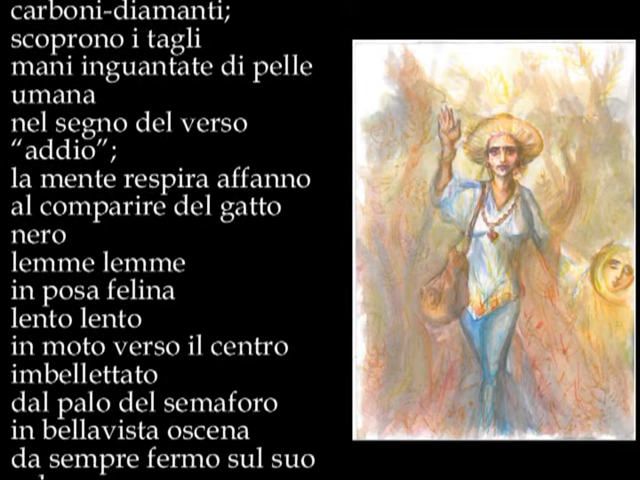 carboni-diamanti;
scoprono i tagli
mani inguantate di pelle
umana
nel segno del verso
“addio”;
la mente respira affanno
al comparire del gatto
nero
lemme lemme
in posa felina
lento lento
in moto verso il centro
imbellettato
dal palo del semaforo
in bellavista oscena
da sempre fermo sul suo